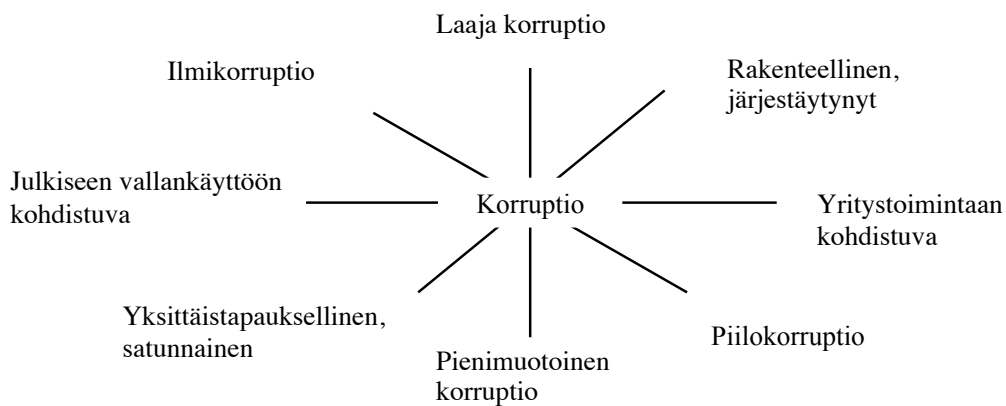 Laaja korruptio
Ilmikorruptio
Rakenteellinen,
järjestäytynyt
Julkiseen vallankäyttöön
kohdistuva
Korruptio
Yritystoimintaan
kohdistuva
Yksittäistapauksellinen,
satunnainen
Pienimuotoinen
korruptio
Piilokorruptio